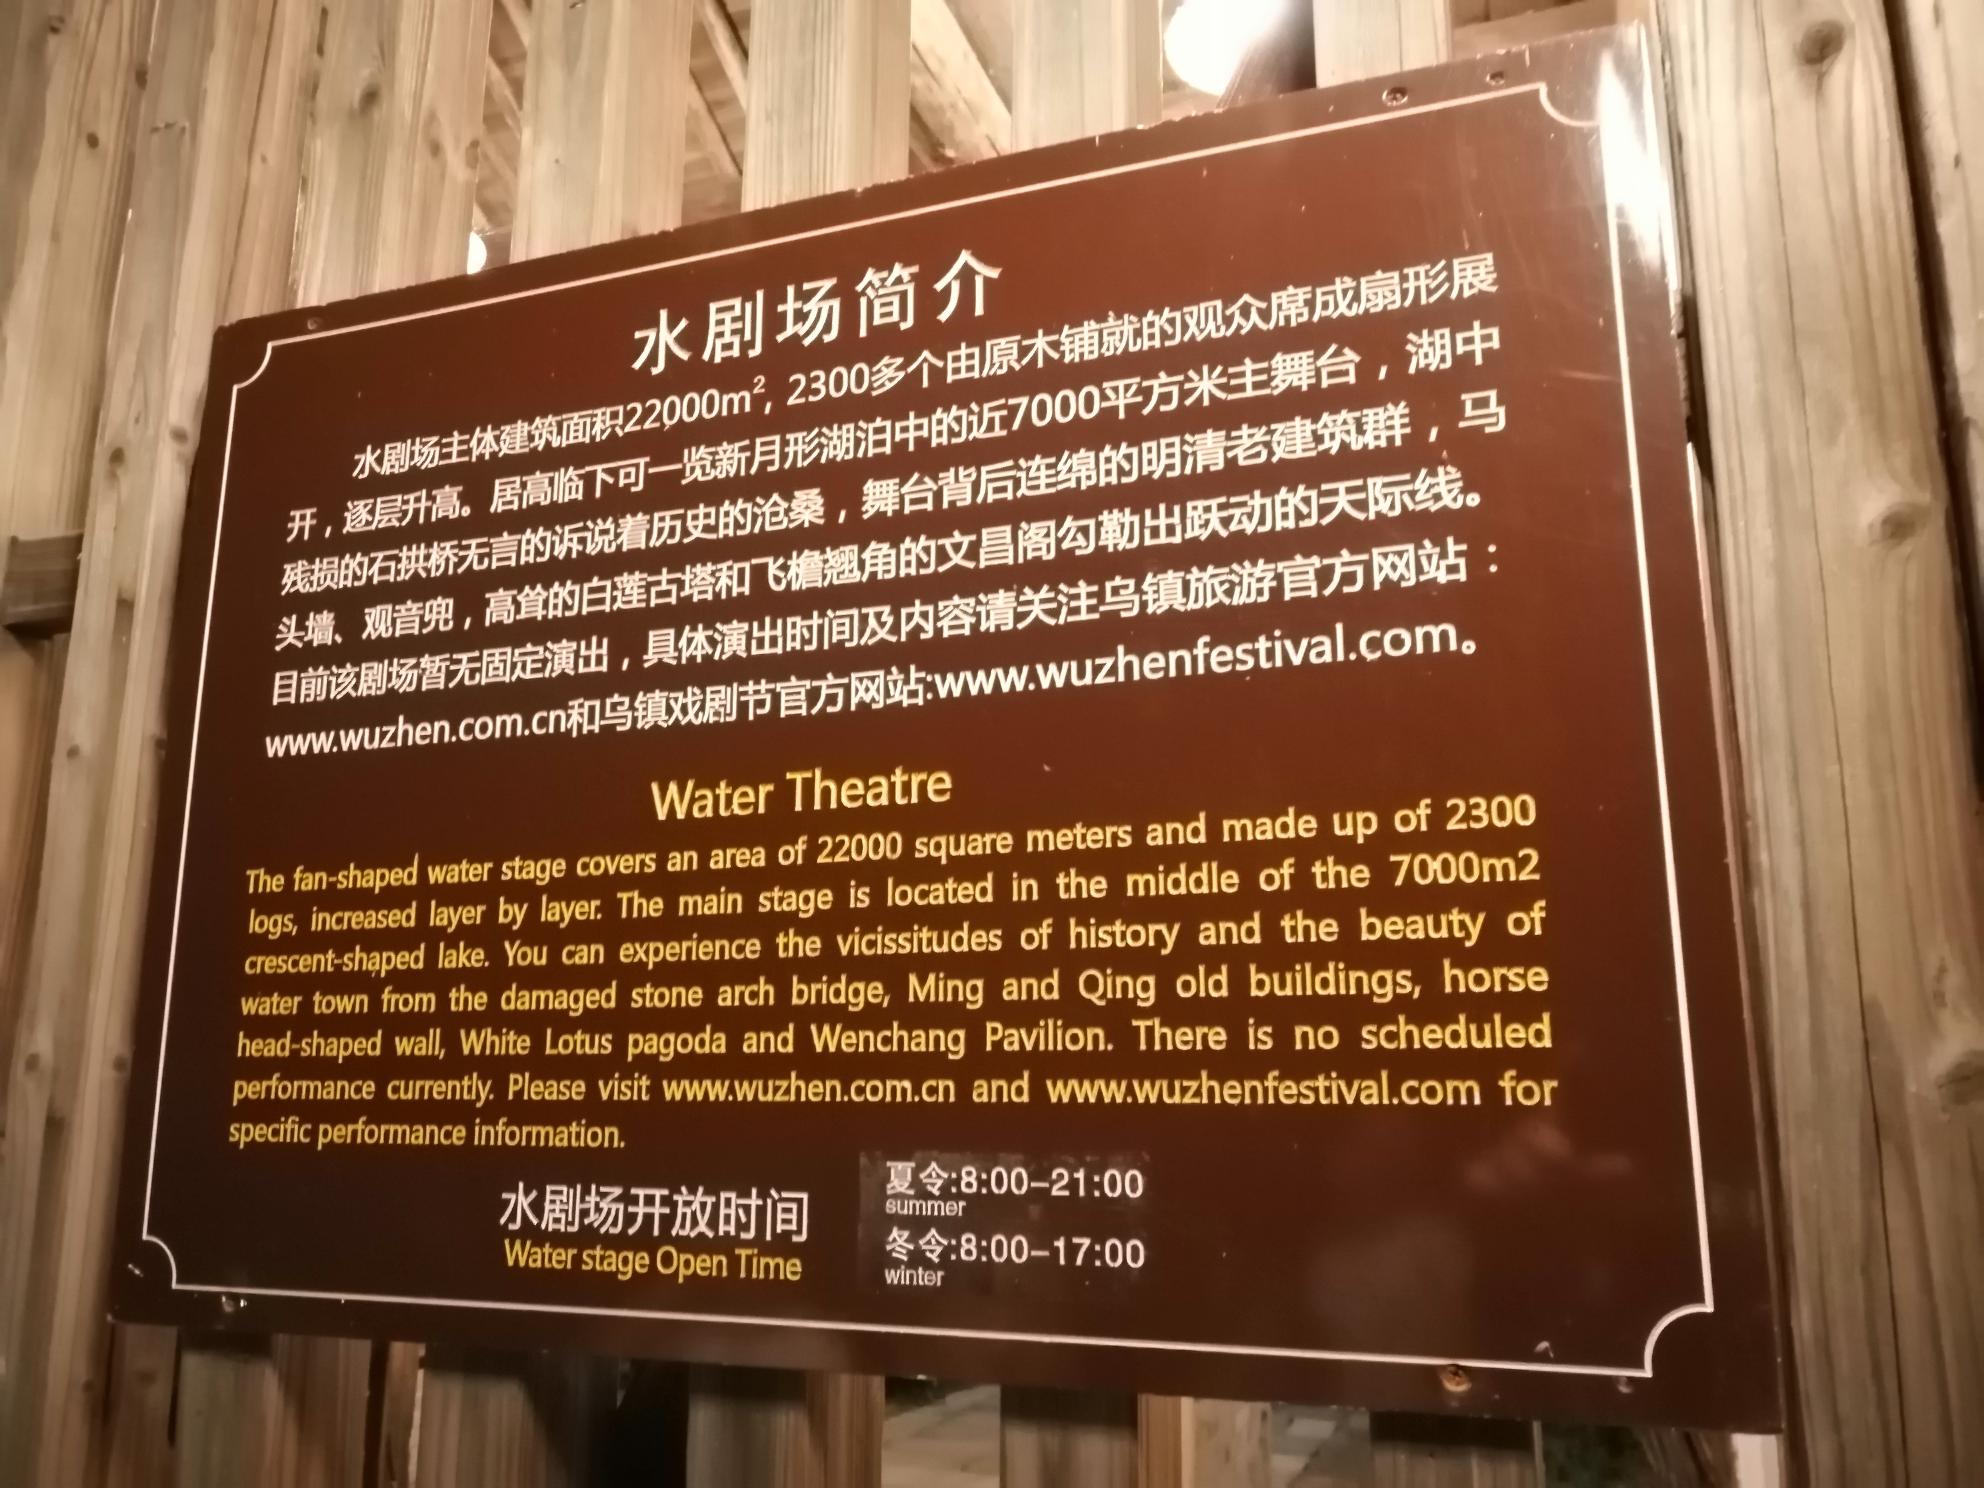 水剧场简介
水剧场主体建筑面积22000m², 2300多个由原木铺就的观众席成扇形展
开，逐层升高。居高临下可一览新月形湖泊中的近7000平方米主舞台，湖中
残损的石拱桥无言的诉说着历史的沧桑，舞台背后连绵的明清老建筑群，马
头墙、观音兜，高耸的白莲古塔和飞檐翘角的文昌阁勾勒出跃动的天际线。
目前该剧场暂无固定演出，具体演出时间及内容请关注乌镇旅游官方网站：
www.wuzhen.com.cn和乌镇戏剧节官方网站:www.wuzhenfestival.com。
Water Theatre
The fan-shaped water stage covers an area of 22000 square meters and made up of 2300
logs, increased layer by layer. The main stage is located in the middle of the 7000m2
crescent-shaped lake. You can experience the vicissitudes of history and the beauty of
water town from the damaged stone arch bridge, Ming and Qing old buildings, horse
head-shaped wall, White Lotus pagoda and Wenchang Pavilion. There is no scheduled
performance currently. Please visit www.wuzhen.com.cn and www.wuzhenfestival.com for
specific performance information.
水剧场开放时间
Water stage Open Time
夏令:8:00-21:00
summer
冬令:8:00-17:00
winter